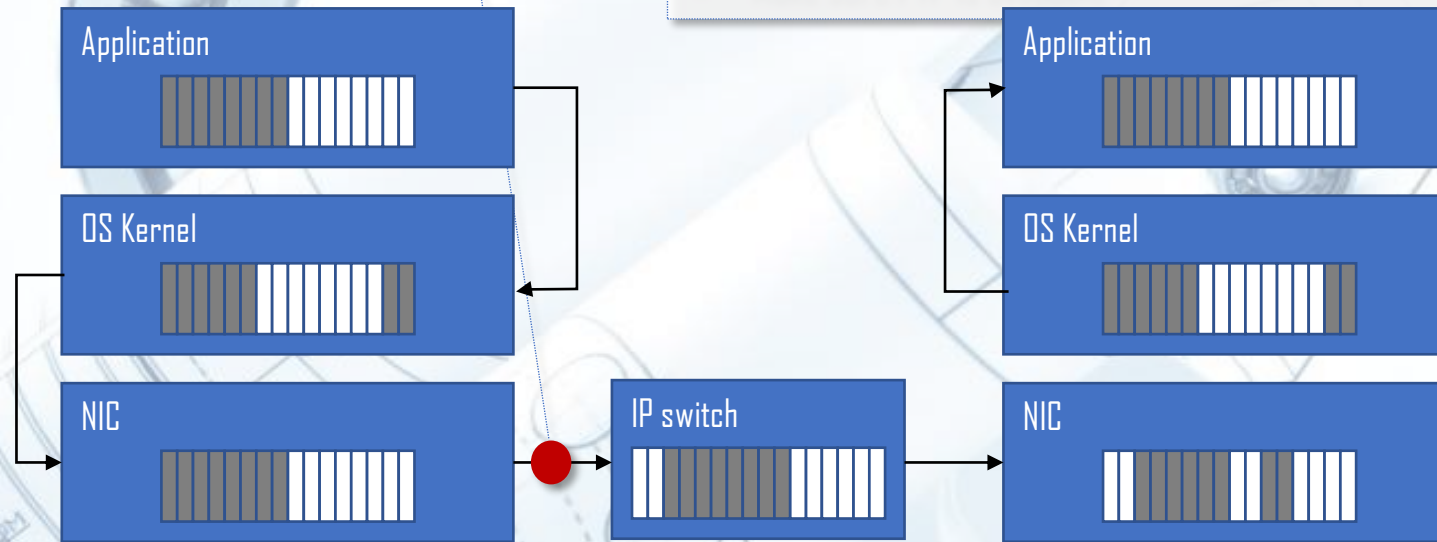 Application
Application
OS Kernel
OS Kernel
NIC
IP switch
NIC